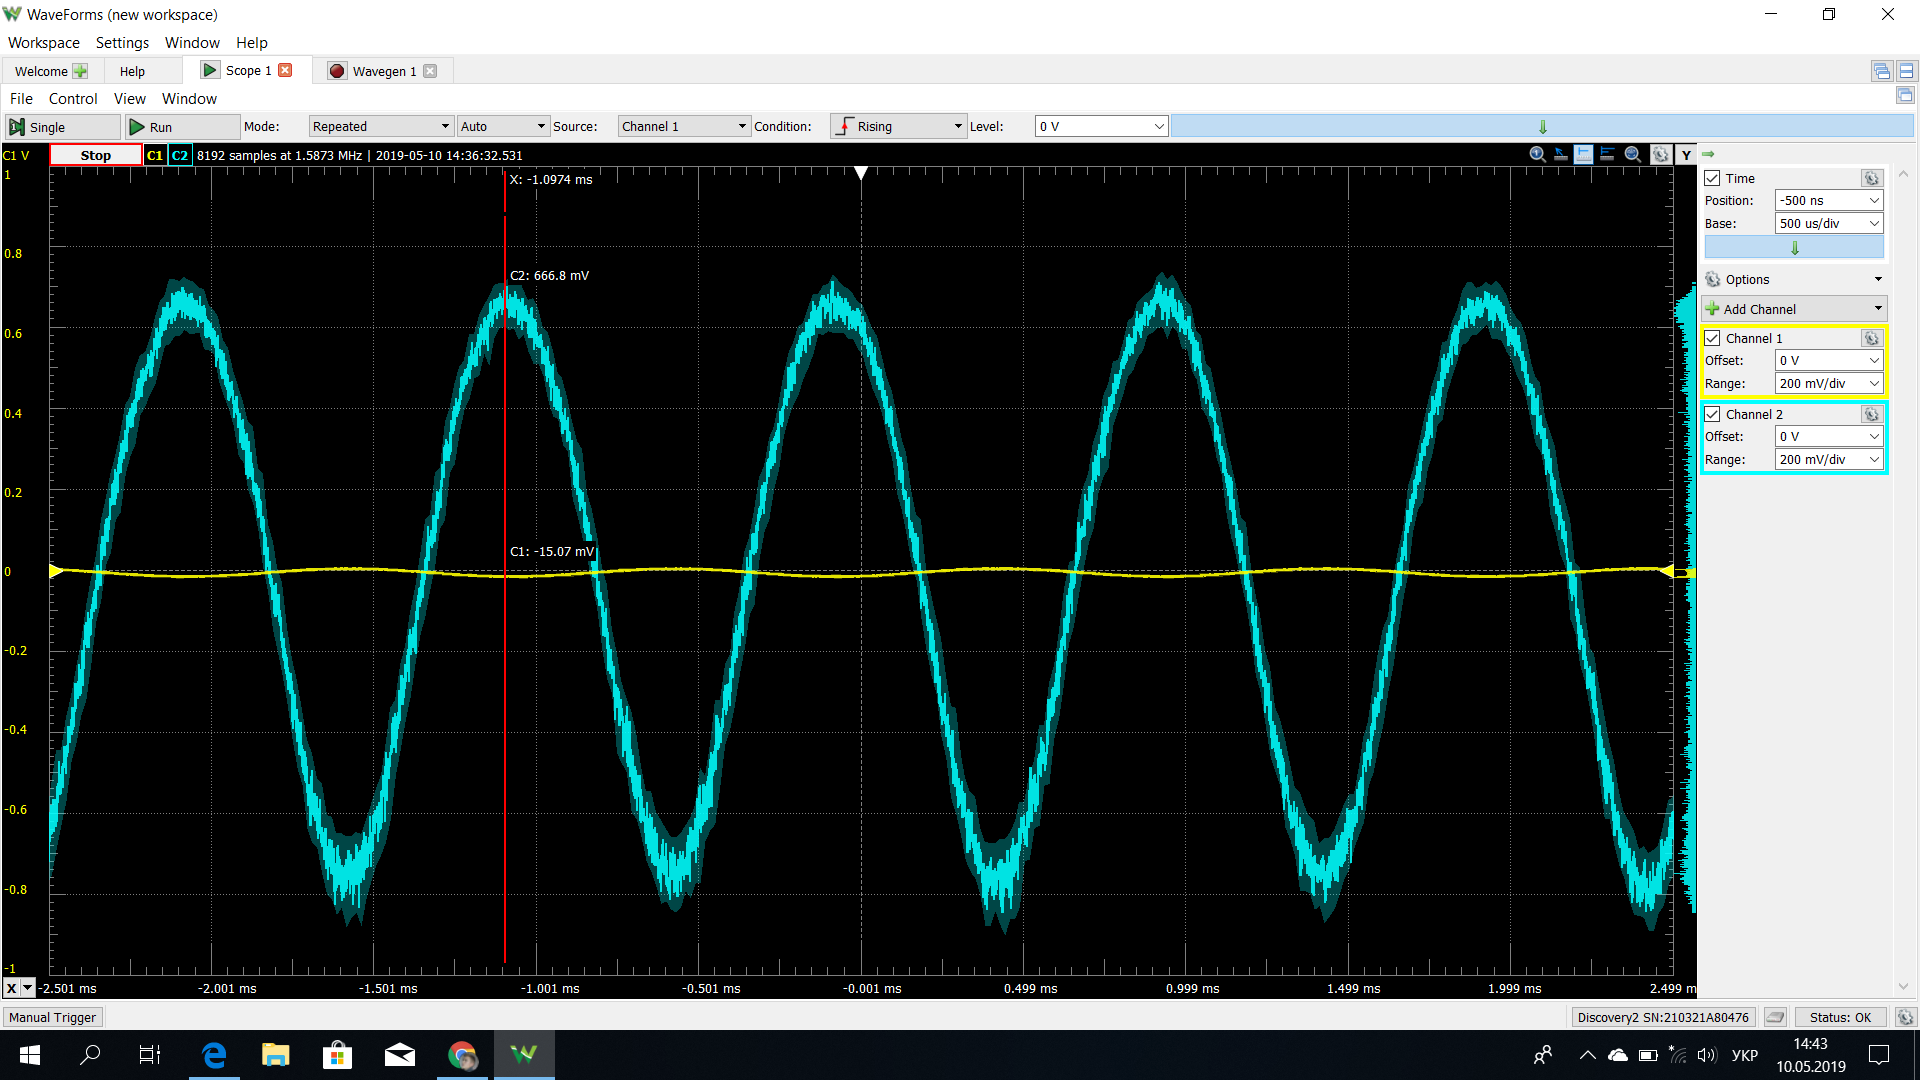 WaveForms (new workspace)
Workspace Settings Window Help
Welcome Help Scope 1 Wavegen 1
File Control View Window
Single Run Mode: Repeated Auto Source: Channel 1 Condition: Rising Level: 0 V
C1 V Stop C1 C2 8192 samples at 1.5873 MHz | 2019-05-10 14:36:32.531 Y
X: -1.0974 ms
C2: 666.8 mV
C1: -15.07 mV
1
0.8
0.6
0.4
0.2
0
-0.2
-0.4
-0.6
-0.8
-1
X -2.501 ms -2.001 ms -1.501 ms -1.001 ms -0.501 ms -0.001 ms 0.499 ms 0.999 ms 1.499 ms 1.999 ms 2.499 m
Time
Position: -500 ns
Base: 500 us/div
Options
Add Channel
Channel 1
Offset: 0 V
Range: 200 mV/div
Channel 2
Offset: 0 V
Range: 200 mV/div
Manual Trigger Discovery2 SN:210321A80476 Status: OK
УКР 14:43
10.05.2019